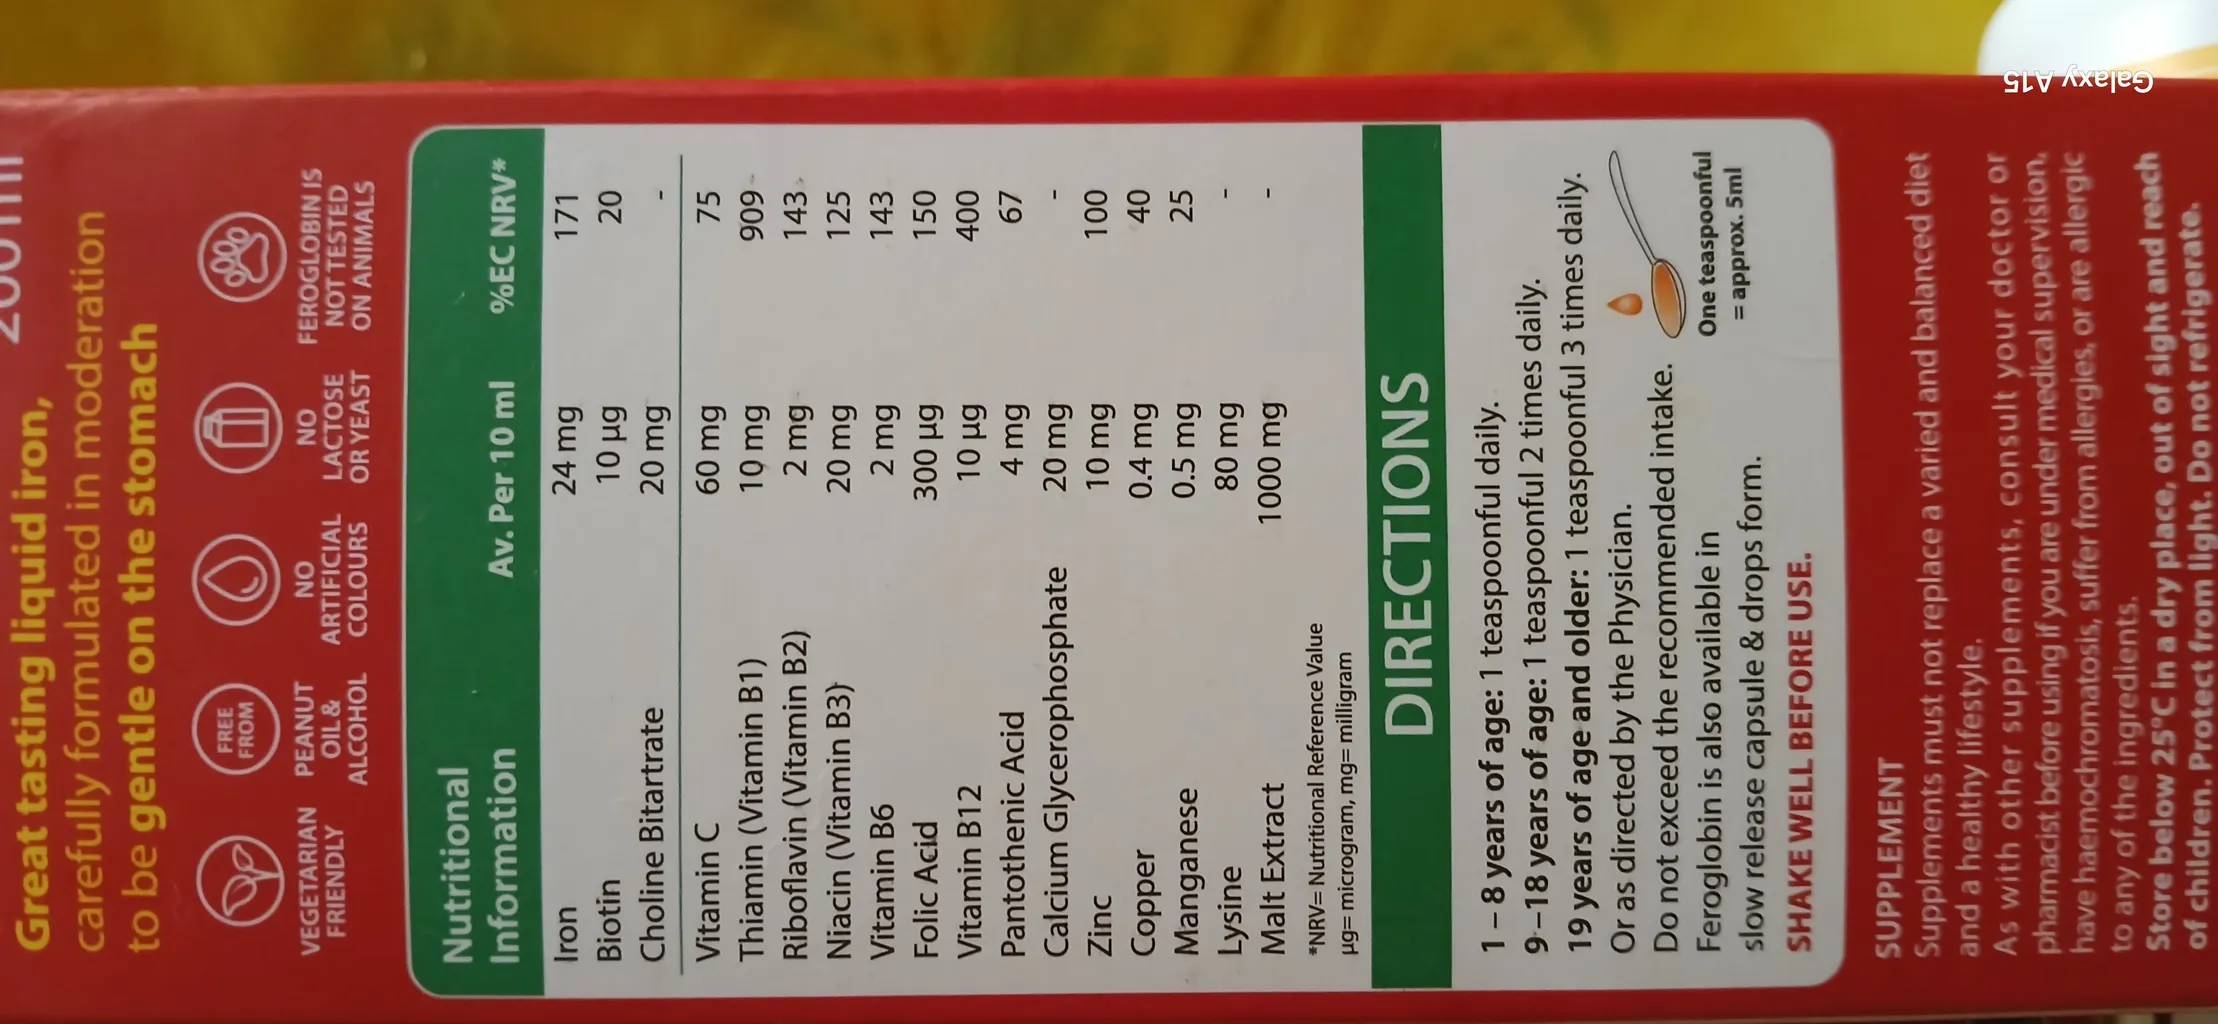 Great tasting liquid iron,
carefully formulated in moderation
to be gentle on the stomach
VEGETARIAN
FRIENDLY
FREE
FROM
PEANUT
OIL &
ALCOHOL
NO
ARTIFICIAL
COLOURS
NO
LACTOSE
OR YEAST
FEROGLOBIN IS
NOT TESTED
ON ANIMALS
Nutritional
Information Av. Per 10 ml %EC NRV*
Iron 24 mg 171
Biotin 10 µg 20
Choline Bitartrate 20 mg -
Vitamin C 60 mg 75
Thiamin (Vitamin B1) 10 mg 909
Riboflavin (Vitamin B2) 2 mg 143
Niacin (Vitamin B3) 20 mg 125
Vitamin B6 2 mg 143
Folic Acid 300 µg 150
Vitamin B12 10 µg 400
Pantothenic Acid 4 mg 67
Calcium Glycerophosphate 20 mg -
Zinc 10 mg 100
Copper 0.4 mg 40
Manganese 0.5 mg 25
Lysine 80 mg -
Malt Extract 1000 mg -
*NRV= Nutritional Reference Value
µg= microgram, mg= milligram
DIRECTIONS
1 – 8 years of age: 1 teaspoonful daily.
9 –18 years of age: 1 teaspoonful 2 times daily.
19 years of age and older: 1 teaspoonful 3 times daily.
Or as directed by the Physician.
Do not exceed the recommended intake.
Feroglobin is also available in
slow release capsule & drops form.
SHAKE WELL BEFORE USE.
One teaspoonful
= approx. 5ml
SUPPLEMENT
Supplements must not replace a varied and balanced diet
and a healthy lifestyle.
As with other supplements, consult your doctor or
pharmacist before using if you are under medical supervision,
have haemochromatosis, suffer from allergies, or are allergic
to any of the ingredients.
Store below 25°C in a dry place, out of sight and reach
of children. Protect from light. Do not refrigerate.
Galaxy A15